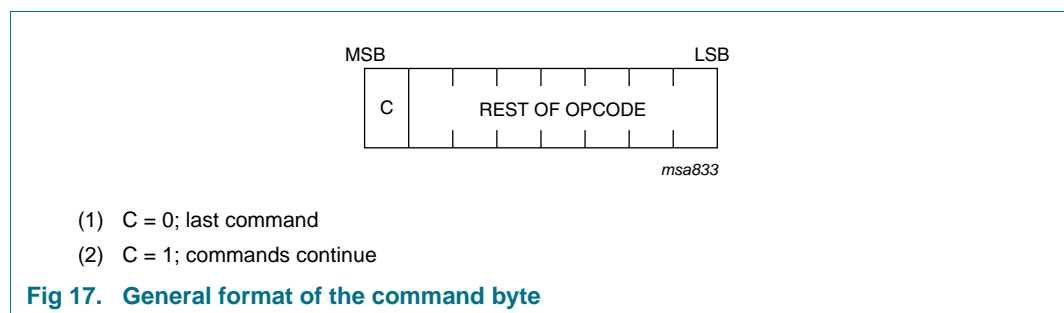 MSB LSB
C REST OF OPCODE
msa833
(1) C = 0; last command
(2) C = 1; commands continue
Fig 17. General format of the command byte